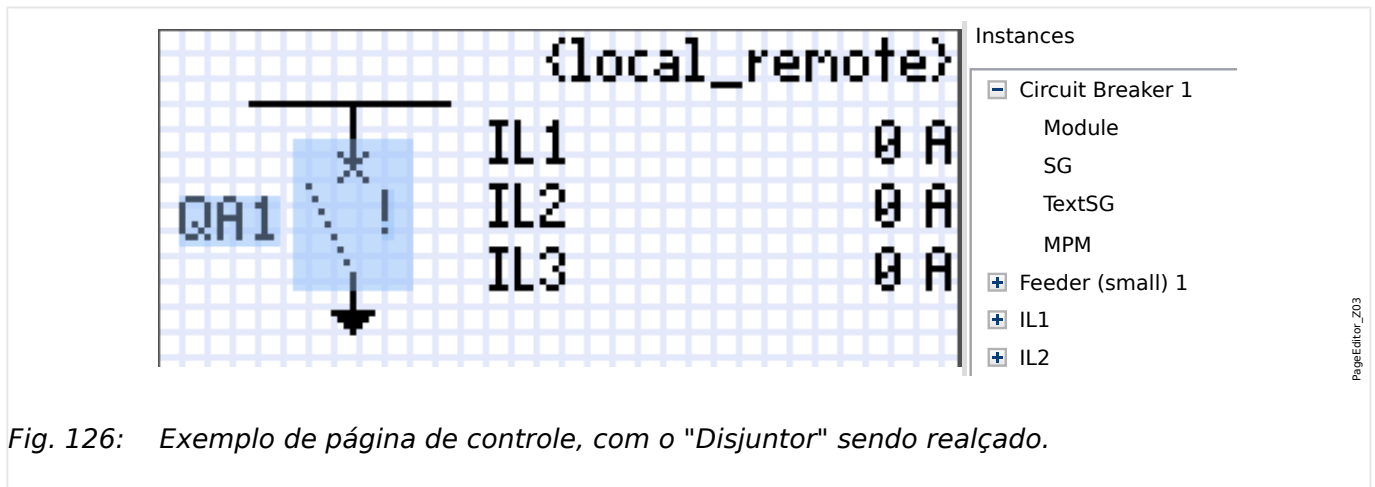 {local_remote}
IL1 0 A
QA1 ! IL2 0 A
IL3 0 A
Instances
Circuit Breaker 1
Module
SG
TextSG
MPM
Feeder (small) 1
IL1
IL2
PageEditor_Z03
Fig. 126: Exemplo de página de controle, com o "Disjuntor" sendo realçado.